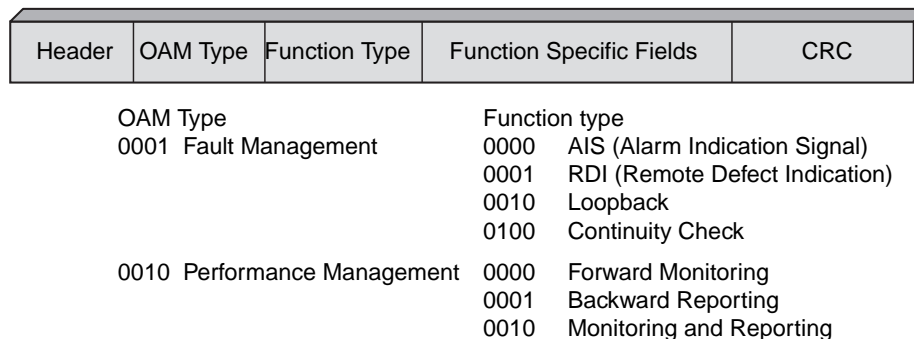 Header OAM Type Function Type Function Specific Fields CRC
OAM Type Function type
0001 Fault Management 0000 AIS (Alarm Indication Signal)
0001 RDI (Remote Defect Indication)
0010 Loopback
0100 Continuity Check
0010 Performance Management 0000 Forward Monitoring
0001 Backward Reporting
0010 Monitoring and Reporting